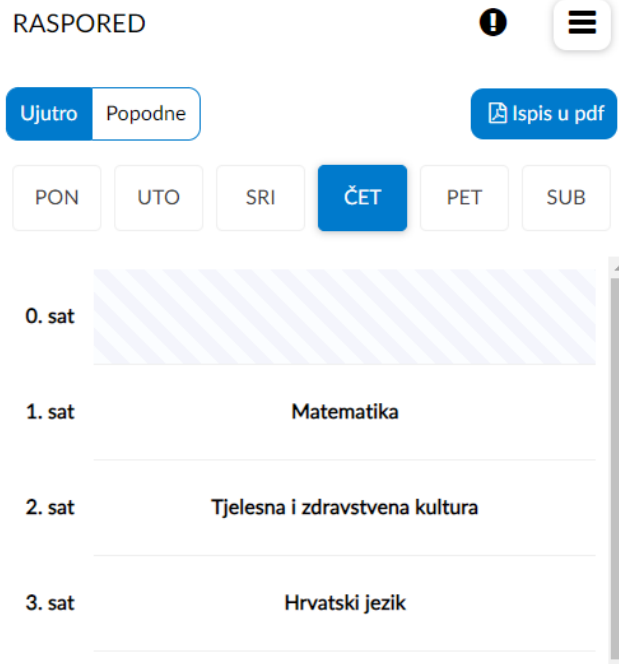 RASPORED
Ujutro Popodne Ispis u pdf
PON UTO SRI ČET PET SUB
0. sat
1. sat Matematika
2. sat Tjelesna i zdravstvena kultura
3. sat Hrvatski jezik